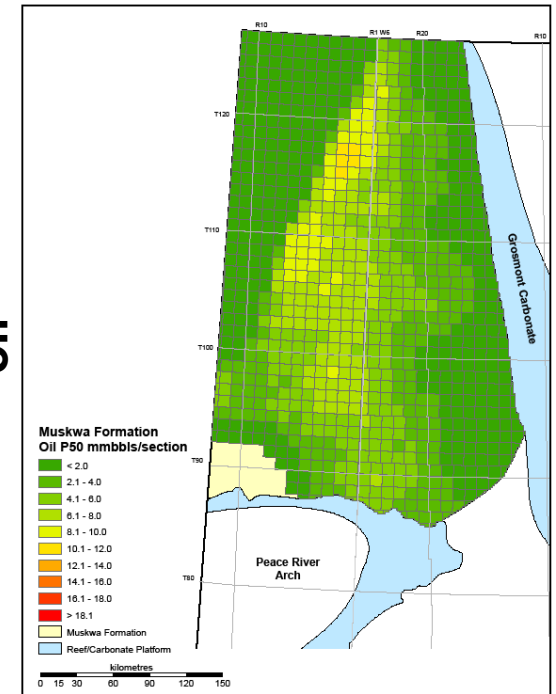 R10 R1 W6 R20 R10
T120
T110
Grosmont Carbonate
T100
Muskwa Formation
Oil P50 mmbbls/section
< 2.0
2.1 - 4.0
4.1 - 6.0
6.1 - 8.0
8.1 - 10.0
10.1 - 12.0
12.1 - 14.0
14.1 - 16.0
16.1 - 18.0
> 18.1
Muskwa Formation
Reef/Carbonate Platform
T90
Peace River
Arch
T80
kilometres
0 15 30 60 90 120 150